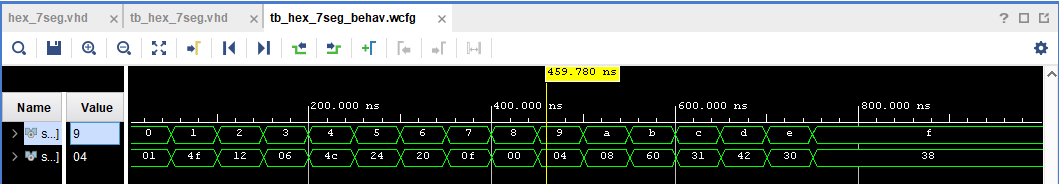 hex_7seg.vhd × tb_hex_7seg.vhd × tb_hex_7seg_behav.wcfg ×
459.780 ns
Name Value
200.000 ns 400.000 ns 600.000 ns 800.000 ns
s...] 9 0 1 2 3 4 5 6 7 8 9 a b c d e f
s...] 04 01 4f 12 06 4c 24 20 0f 00 04 08 60 31 42 30 38